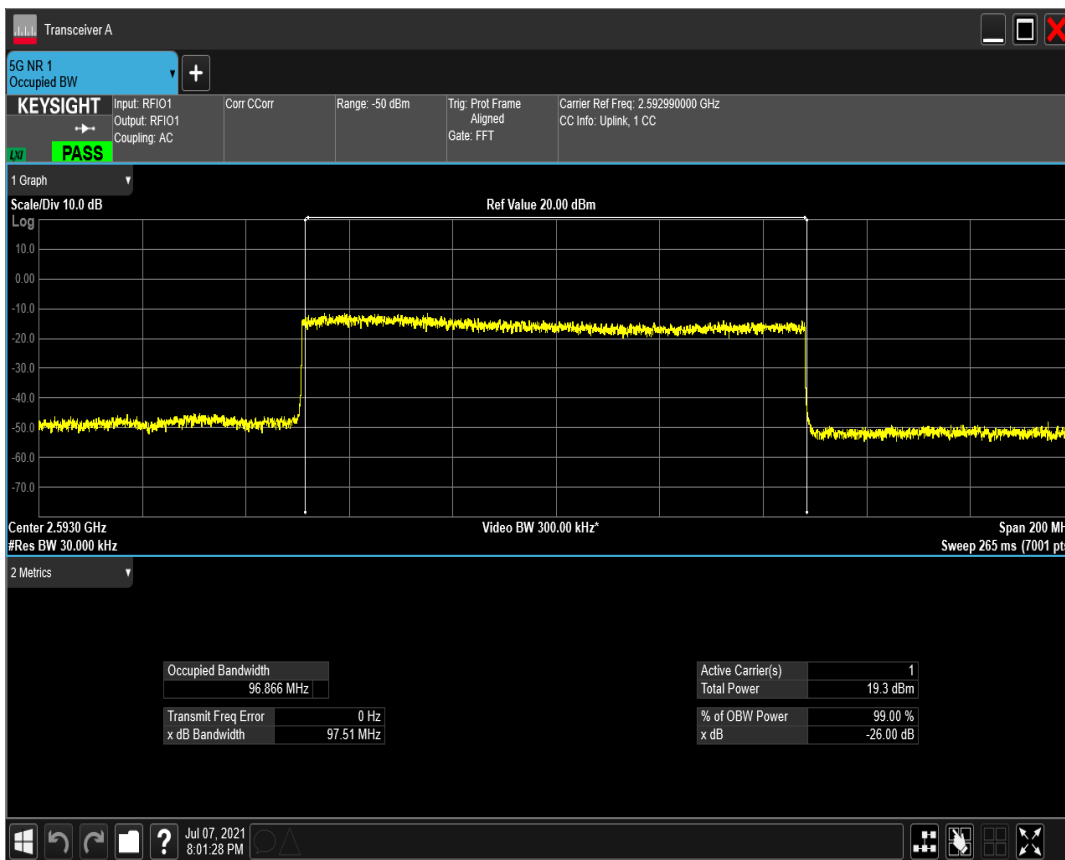 Transceiver A
5G NR 1
Occupied BW
+
KEYSIGHT
LXI
PASS
Input: RFIO1
Output: RFIO1
Coupling: AC
Corr CCorr
Range: -50 dBm
Trig: Prot Frame
Aligned
Gate: FFT
Carrier Ref Freq: 2.592990000 GHz
CC Info: Uplink, 1 CC
1 Graph
Scale/Div 10.0 dB
Ref Value 20.00 dBm
Log
10.0
0.00
-10.0
-20.0
-30.0
-40.0
-50.0
-60.0
-70.0
Center 2.5930 GHz
Video BW 300.00 kHz*
Span 200 MH
#Res BW 30.000 kHz
Sweep 265 ms (7001 pts
2 Metrics
Occupied Bandwidth
96.866 MHz
Transmit Freq Error 0 Hz
x dB Bandwidth 97.51 MHz
Active Carrier(s) 1
Total Power 19.3 dBm
% of OBW Power 99.00 %
x dB -26.00 dB
?
Jul 07, 2021
8:01:28 PM